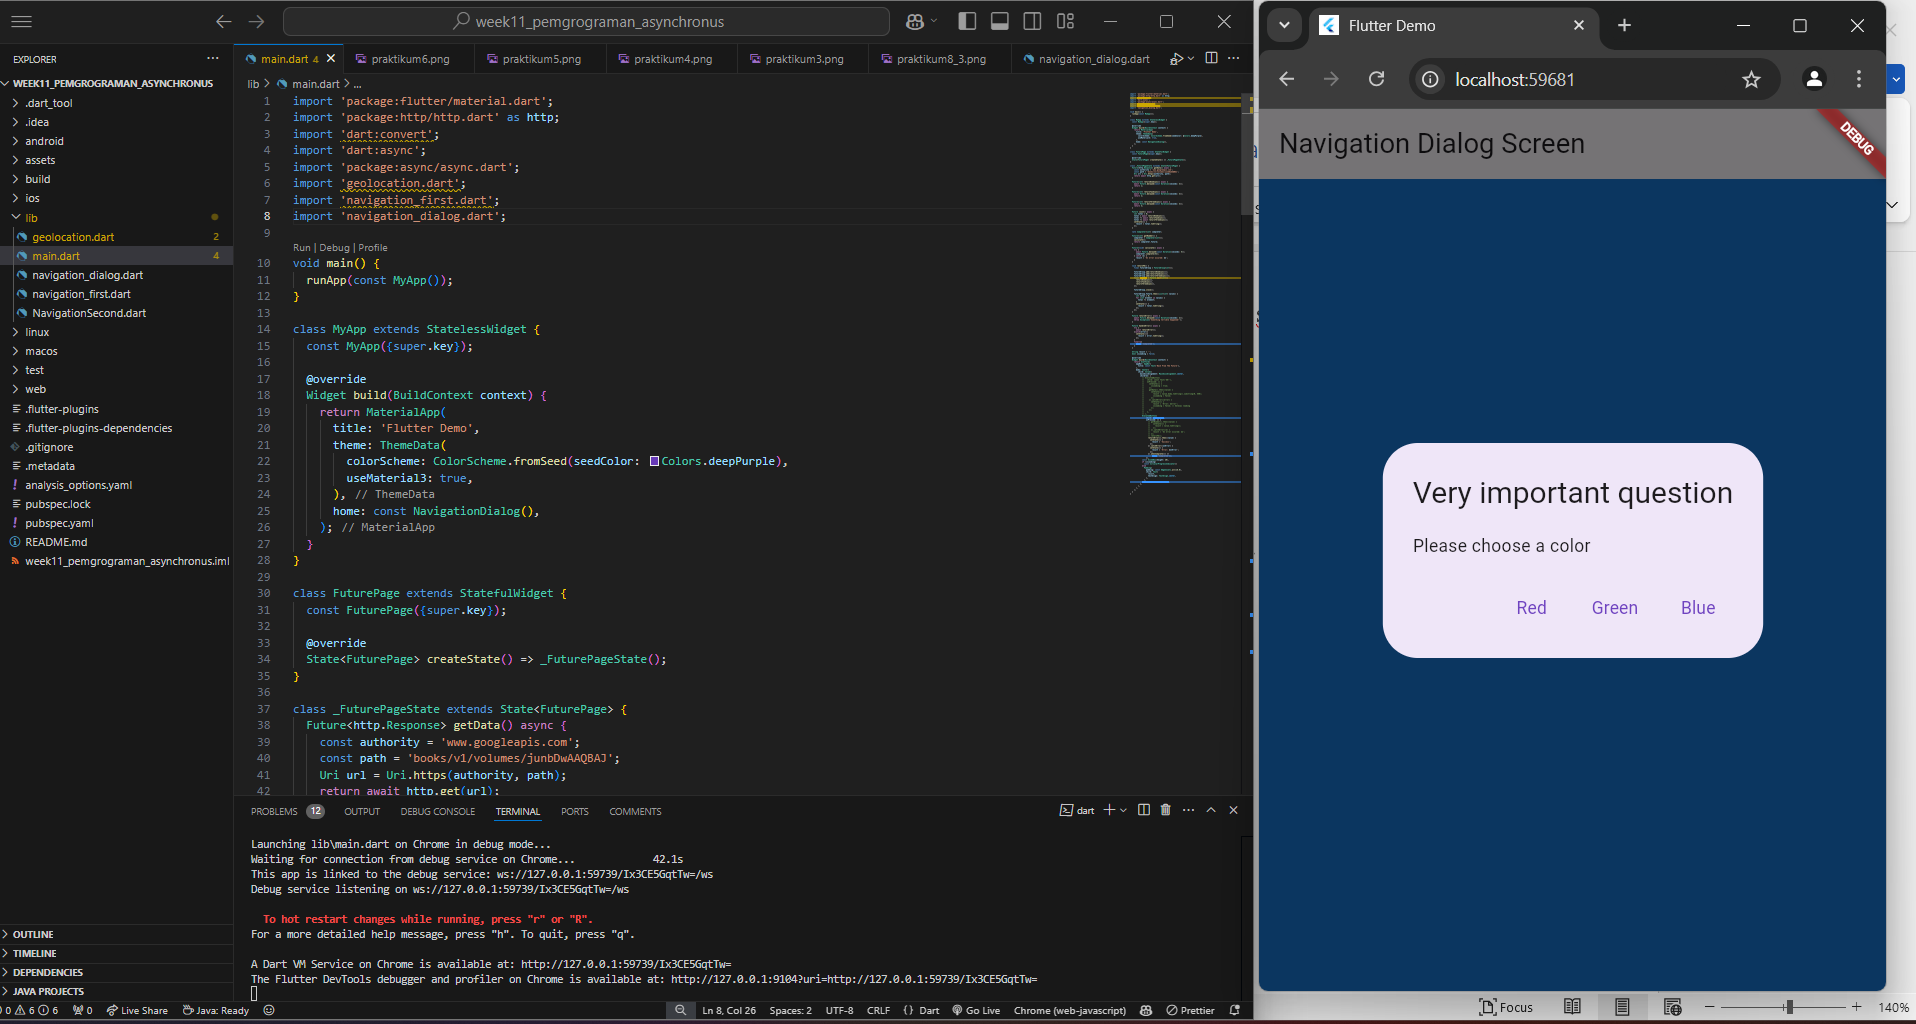 week11_pemgrograman_asynchronus
EXPLORER
WEEK11_PEMGROGRAMAN_ASYNCHRONUS
.dart_tool
.idea
android
assets
build
ios
lib
geolocation.dart 2
main.dart 4
navigation_dialog.dart
navigation_first.dart
NavigationSecond.dart
linux
macos
test
web
.flutter-plugins
.flutter-plugins-dependencies
.gitignore
.metadata
analysis_options.yaml
pubspec.lock
pubspec.yaml
README.md
week11_pemgrograman_asynchronus.iml
OUTLINE
TIMELINE
DEPENDENCIES
JAVA PROJECTS
main.dart 4
praktikum6.png
praktikum5.png
praktikum4.png
praktikum3.png
praktikum8_3.png
navigation_dialog.dart
lib > main.dart > ...
1 import 'package:flutter/material.dart';
2 import 'package:http/http.dart' as http;
3 import 'dart:convert';
4 import 'dart:async';
5 import 'package:async/async.dart';
6 import 'geolocation.dart';
7 import 'navigation_first.dart';
8 import 'navigation_dialog.dart';
9
Run | Debug | Profile
10 void main() {
11 runApp(const MyApp());
12 }
13
14 class MyApp extends StatelessWidget {
15 const MyApp({super.key});
16
17 @override
18 Widget build(BuildContext context) {
19 return MaterialApp(
20 title: 'Flutter Demo',
21 theme: ThemeData(
22 colorScheme: ColorScheme.fromSeed(seedColor: Colors.deepPurple),
23 useMaterial3: true,
24 ), // ThemeData
25 home: const NavigationDialog(),
26 ); // MaterialApp
27 }
28 }
29
30 class FuturePage extends StatefulWidget {
31 const FuturePage({super.key});
32
33 @override
34 State<FuturePage> createState() => _FuturePageState();
35 }
36
37 class _FuturePageState extends State<FuturePage> {
38 Future<http.Response> getData() async {
39 const authority = 'www.googleapis.com';
40 const path = 'books/v1/volumes/junbDwAAQBAJ';
41 Uri url = Uri.https(authority, path);
42 return await http.get(url);
PROBLEMS 12
OUTPUT
DEBUG CONSOLE
TERMINAL
PORTS
COMMENTS
dart
Launching lib\main.dart on Chrome in debug mode...
Waiting for connection from debug service on Chrome... 42.1s
This app is linked to the debug service: ws://127.0.0.1:59739/Ix3CE5GqtTw=/ws
Debug service listening on ws://127.0.0.1:59739/Ix3CE5GqtTw=/ws
To hot restart changes while running, press "r" or "R".
For a more detailed help message, press "h". To quit, press "q".
A Dart VM Service on Chrome is available at: http://127.0.0.1:59739/Ix3CE5GqtTw=
The Flutter DevTools debugger and profiler on Chrome is available at: http://127.0.0.1:9104?uri=http://127.0.0.1:59739/Ix3CE5GqtTw=
0 6 6 0 Live Share Java: Ready Ln 8, Col 26 Spaces: 2 UTF-8 CRLF {} Dart Go Live Chrome (web-javascript) Prettier
Flutter Demo
localhost:59681
Navigation Dialog Screen
DEBUG
Very important question
Please choose a color
Red Green Blue
Focus 140%